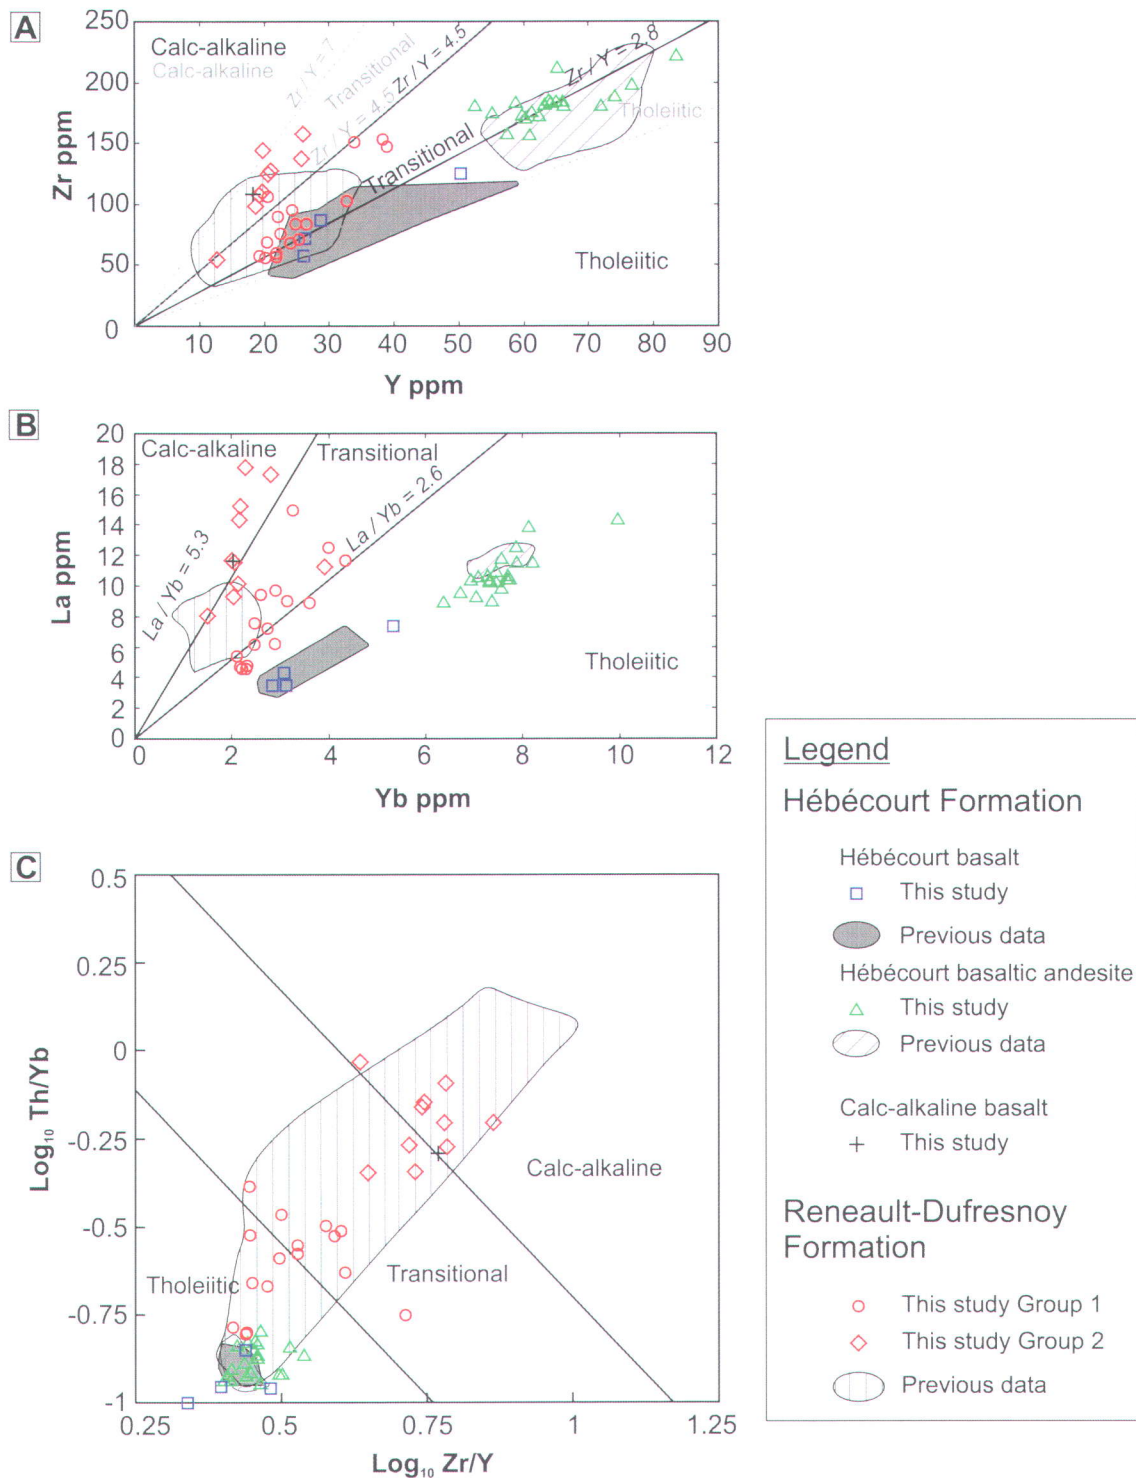 A
250
200
150
100
50
0
Zr ppm
Calc-alkaline
Calc-alkaline
Zr / Y = 7
Transitional
Zr / Y = 4.5
Zr / Y = 4.5
Zr / Y = 2.8
Transitional
Tholeiitic
Tholeiitic
10 20 30 40 50 60 70 80 90
Y ppm
B
20
18
16
14
12
10
8
6
4
2
0
La ppm
Calc-alkaline
Transitional
La / Yb = 5.3
La / Yb = 2.6
Tholeiitic
0 2 4 6 8 10 12
Yb ppm
C
0.5
0.25
0
-0.25
-0.5
-0.75
-1
Log₁₀ Th/Yb
Calc-alkaline
Tholeiitic
Transitional
0.25 0.5 0.75 1 1.25
Log₁₀ Zr/Y
Legend
Hébécourt Formation
Hébécourt basalt
This study
Previous data
Hébécourt basaltic andesite
This study
Previous data
Calc-alkaline basalt
This study
Reneault-Dufresnoy
Formation
This study Group 1
This study Group 2
Previous data